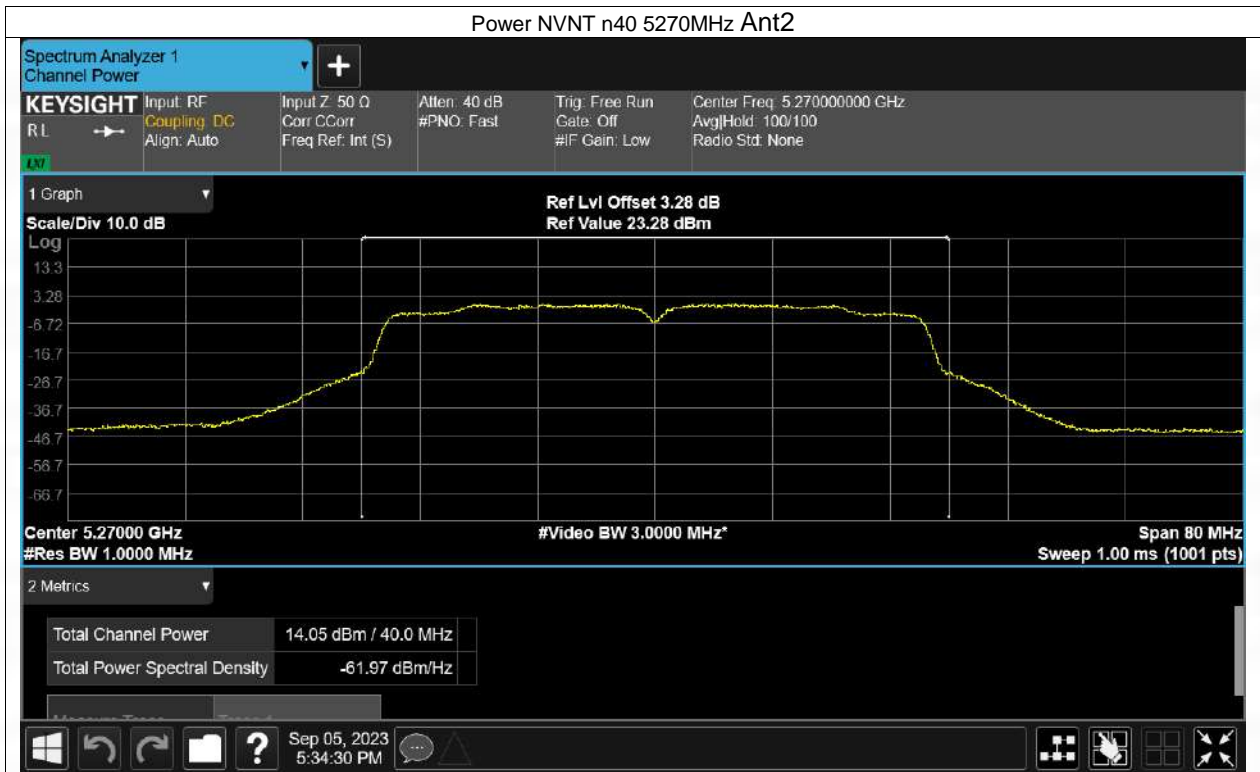 Power NVNT n40 5270MHz Ant2
Spectrum Analyzer 1
Channel Power
+
KEYSIGHT
RL
LXI
Input: RF
Coupling: DC
Align: Auto
Input Z: 50 Ω
Corr CCorr
Freq Ref: Int (S)
Atten: 40 dB
#PNO: Fast
Trig: Free Run
Gate: Off
#IF Gain: Low
Center Freq: 5.270000000 GHz
Avg|Hold: 100/100
Radio Std: None
1 Graph
Scale/Div 10.0 dB
Ref Lvl Offset 3.28 dB
Ref Value 23.28 dBm
Log
13.3
3.28
-6.72
-16.7
-26.7
-36.7
-46.7
-56.7
-66.7
Center 5.27000 GHz
#Res BW 1.0000 MHz
#Video BW 3.0000 MHz*
Span 80 MHz
Sweep 1.00 ms (1001 pts)
2 Metrics
Total Channel Power 14.05 dBm / 40.0 MHz
Total Power Spectral Density -61.97 dBm/Hz
?
Sep 05, 2023
5:34:30 PM